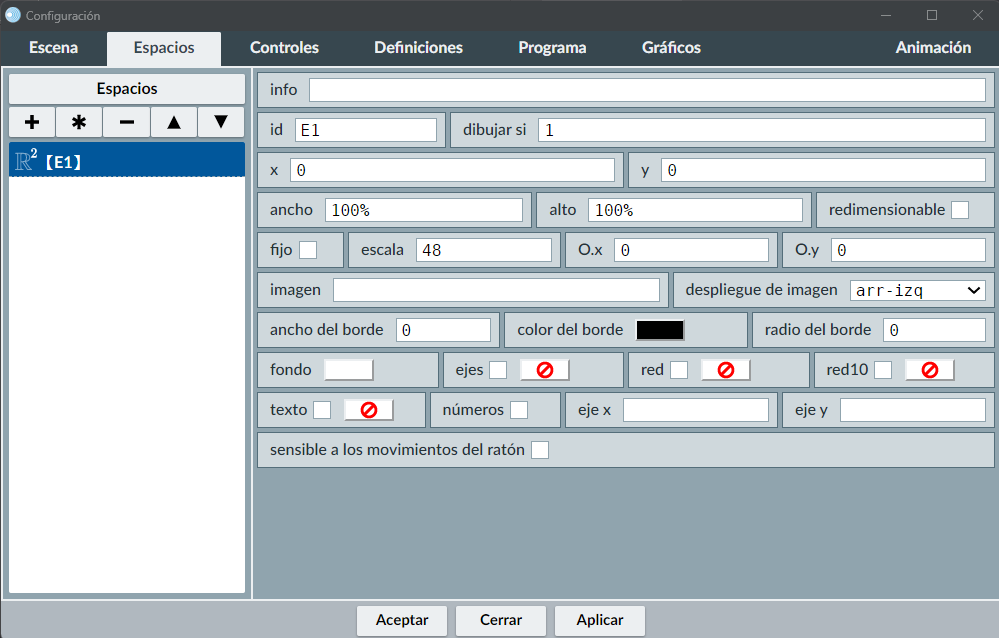 Configuración
Escena Espacios Controles Definiciones Programa Gráficos Animación
Espacios
+ ✱ − ▲ ▼
ℝ² 【E1】
info
id E1 dibujar si 1
x 0 y 0
ancho 100% alto 100% redimensionable
fijo escala 48 O.x 0 O.y 0
imagen despliegue de imagen arr-izq
ancho del borde 0 color del borde radio del borde 0
fondo ejes red red10
texto números eje x eje y
sensible a los movimientos del ratón
Aceptar Cerrar Aplicar